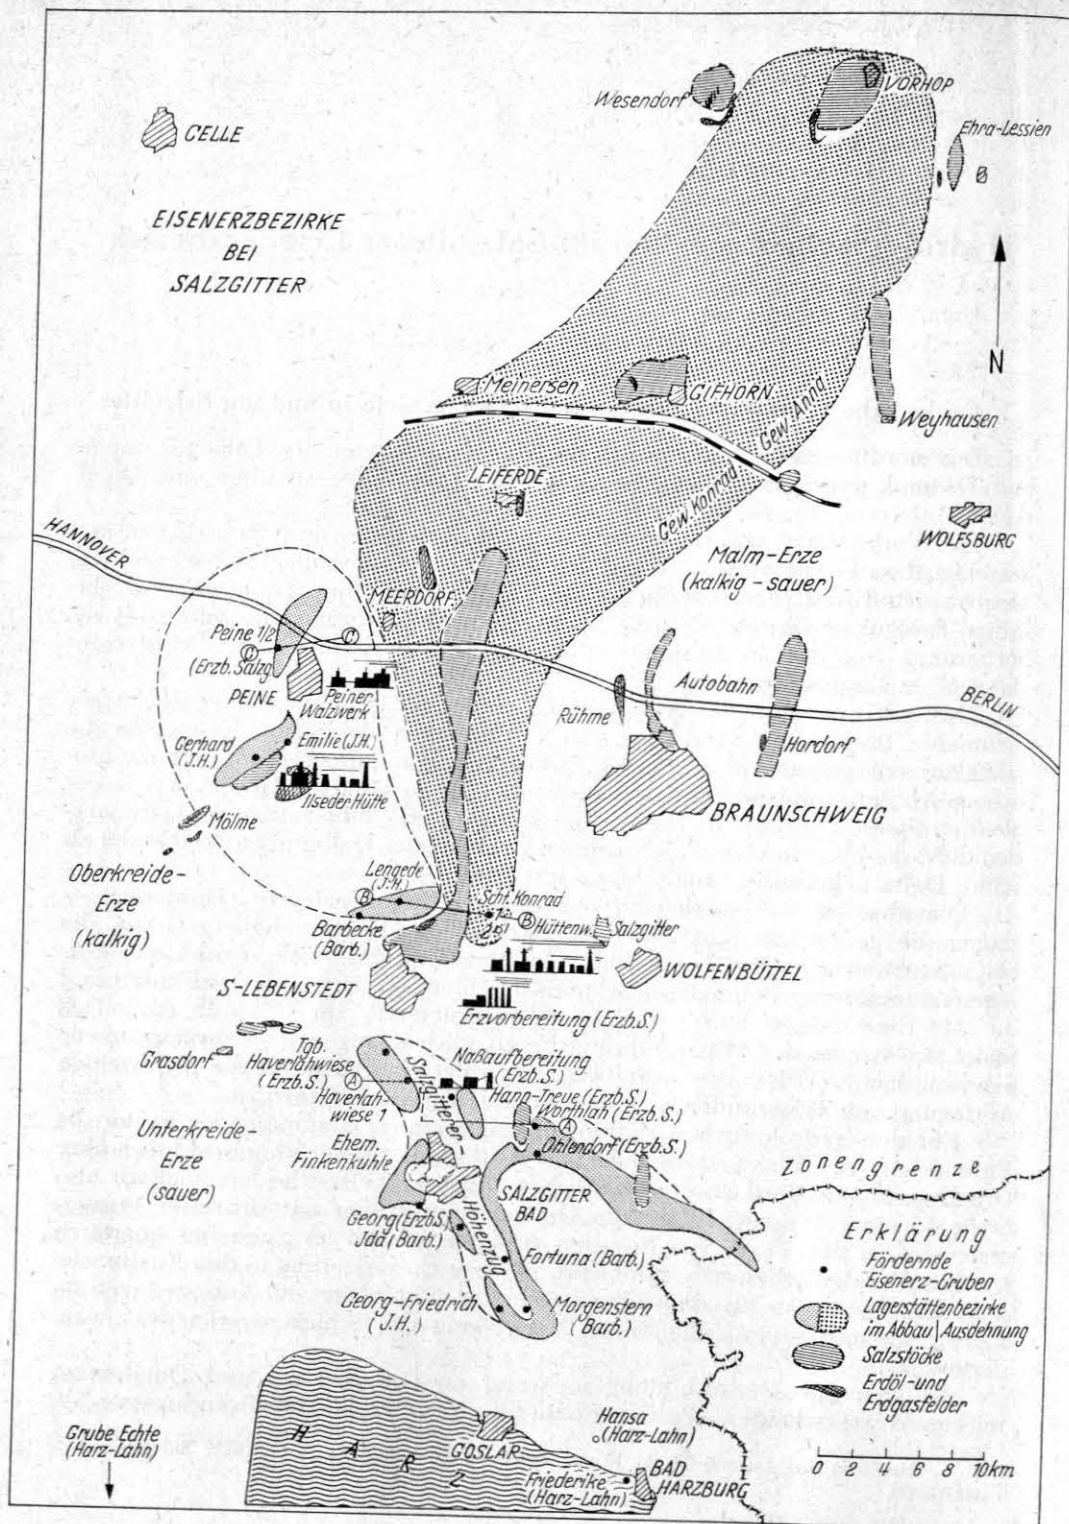 Wesendorf
VORHOP
CELLE
Ehra-Lessien
EISENERZBEZIRKE
BEI
SALZGITTER
N
Meinersen
GIFHORN
Gew. Anna
Weyhausen
LEIFERDE
Gew. Konrad
WOLFSBURG
HANNOVER
Malm-Erze
(kalkig - sauer)
MEERDORF
Peine 1/2
C
C
(Erzb. Salzg
PEINE
Peiner
Walzwerk
Autobahn
BERLIN
Rühme
Gerhard
(J.H.)
Emilie (J.H.)
Hordorf
Ilseder Hütte
Mölme
BRAUNSCHWEIG
Oberkreide-
Erze
(kalkig)
Lengede
(J.H.)
B
Scht. Konrad
1
2
B
Hüttenw.
Salzgitter
Barbecke
(Barb.)
WOLFENBÜTTEL
S-LEBENSTEDT
Erzvorbereitung (Erzb.S.)
Grasdorf
Tgb.
Haverlahwiese
(Erzb.S.)
A
Haverlah-
wiese 1
Salzgitterer
Höhenzug
Naßaufbereitung
(Erzb.S.)
Hann-Treue (Erzb.S.)
Worthlah (Erzb.S.)
A
Ohlendorf (Erzb.S.)
Unterkreide-
Erze
(sauer)
Ehem.
Finkenkuhle
Zonengrenze
SALZGITTER
BAD
Georg (Erzb.S.)
Jda (Barb.)
Fortuna (Barb.)
Georg-Friedrich
(J.H.)
Morgenstern
(Barb.)
Erklärung
Fördernde
Eisenerz-Gruben
Lagerstättenbezirke
im Abbau \ Ausdehnung
Salzstöcke
Erdöl- und
Erdgasfelder
Grube Echte
(Harz-Lahn)
HARZ
GOSLAR
Hansa
(Harz-Lahn)
Friederike
(Harz-Lahn)
BAD
HARZBURG
0 2 4 6 8 10 km